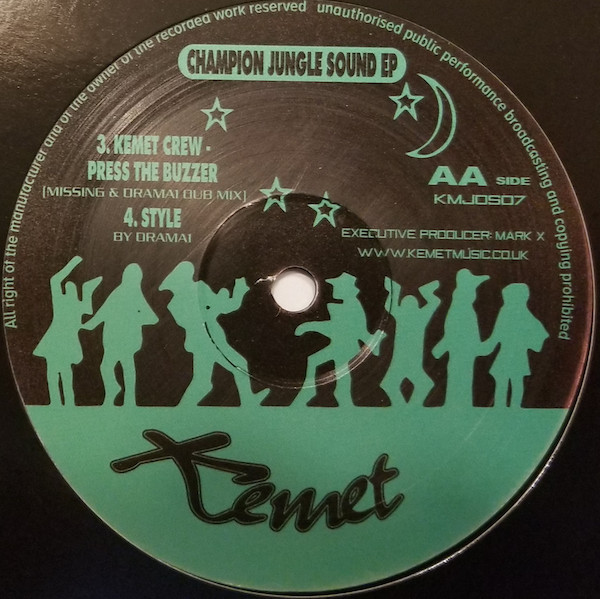 All right of the manufacturer and of the owner of the recorded work reserved unauthorised public performance broadcasting and copying prohibited
CHAMPION JUNGLE SOUND EP
3. KEMET CREW -
PRESS THE BUZZER
[MISSING & DRAMA1 DUB MIX]
4. STYLE
BY DRAMA1
AA SIDE
KMJDS07
EXECUTIVE PRODUCER: MARK X
WWW.KEMETMUSIC.CO.UK
Kemet